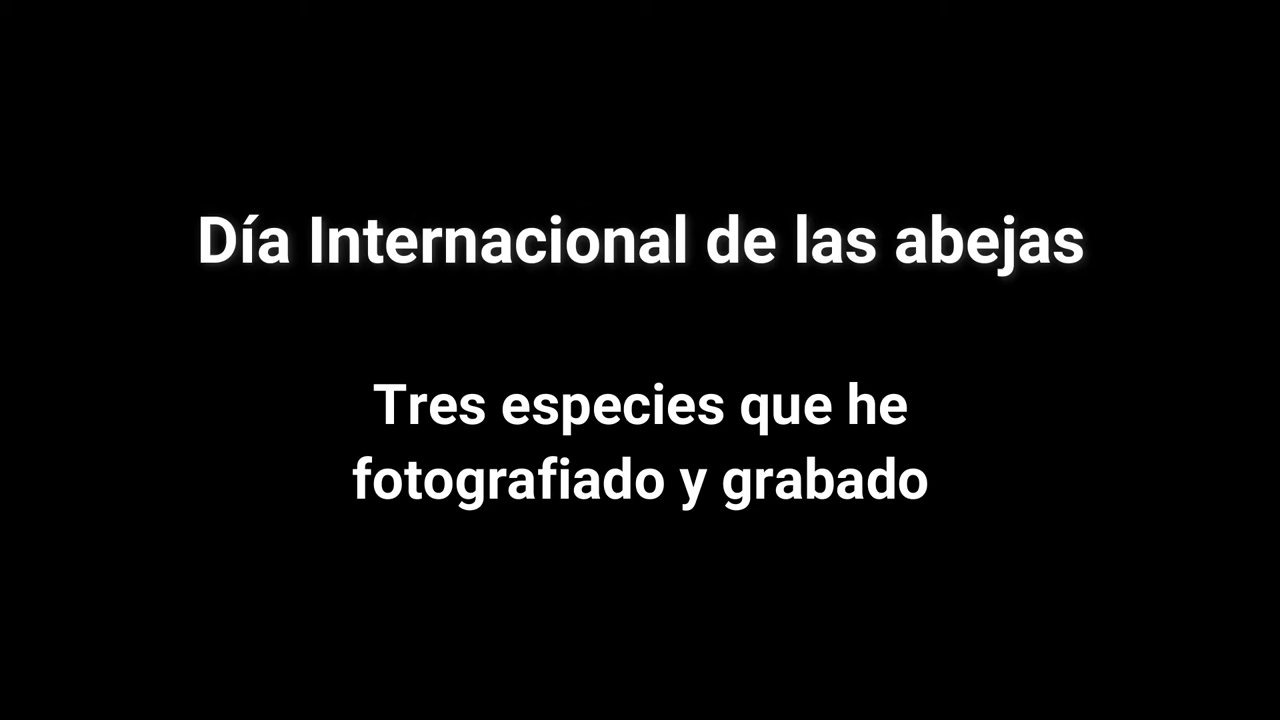 Día Internacional de las abejas
Tres especies que he
fotografiado y grabado